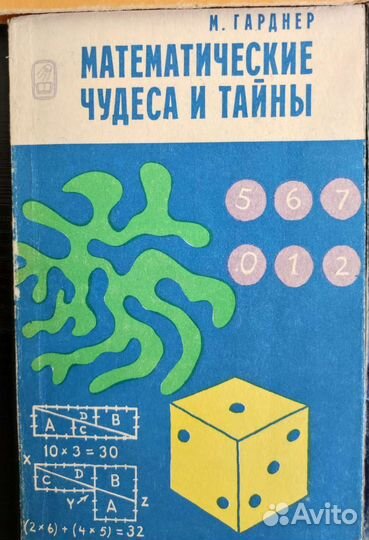 М. ГАРДНЕР
МАТЕМАТИЧЕСКИЕ
ЧУДЕСА И ТАЙНЫ
5 6 7
0 1 2
A D C B
10 × 3 = 30
X
C D B
Y A Z
(2 × 6) + (4 × 5) = 32
Avito